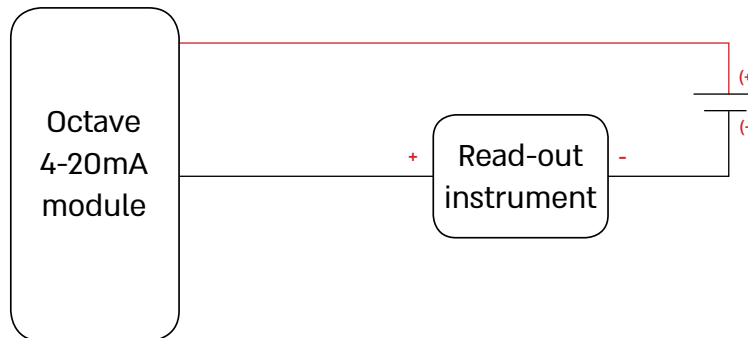 Octave
4-20mA
module
+
Read-out
instrument
-
(+
(-